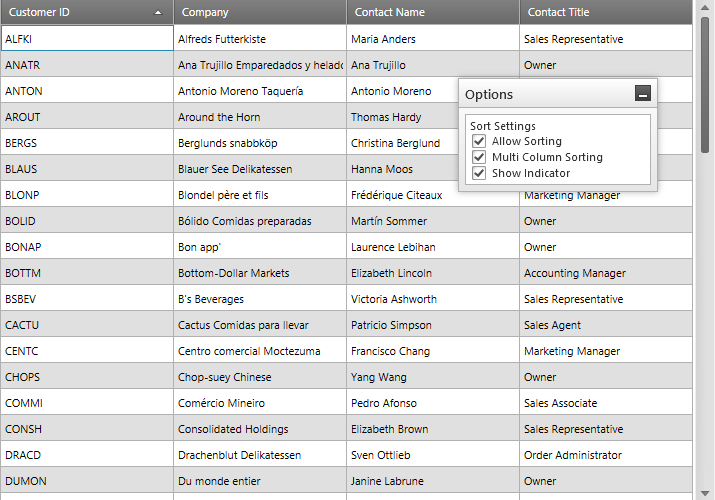 Customer ID Company Contact Name Contact Title
ALFKI Alfreds Futterkiste Maria Anders Sales Representative
ANATR Ana Trujillo Emparedados y helado Ana Trujillo Owner
ANTON Antonio Moreno Taquería Antonio Moreno
Options
AROUT Around the Horn Thomas Hardy
Sort Settings
Allow Sorting
BERGS Berglunds snabbköp Christina Berglund
Multi Column Sorting
BLAUS Blauer See Delikatessen Hanna Moos
Show Indicator
BLONP Blondel père et fils Frédérique Citeaux Marketing Manager
BOLID Bólido Comidas preparadas Martín Sommer Owner
BONAP Bon app' Laurence Lebihan Owner
BOTTM Bottom-Dollar Markets Elizabeth Lincoln Accounting Manager
BSBEV B's Beverages Victoria Ashworth Sales Representative
CACTU Cactus Comidas para llevar Patricio Simpson Sales Agent
CENTC Centro comercial Moctezuma Francisco Chang Marketing Manager
CHOPS Chop-suey Chinese Yang Wang Owner
COMMI Comércio Mineiro Pedro Afonso Sales Associate
CONSH Consolidated Holdings Elizabeth Brown Sales Representative
DRACD Drachenblut Delikatessen Sven Ottlieb Order Administrator
DUMON Du monde entier Janine Labrune Owner